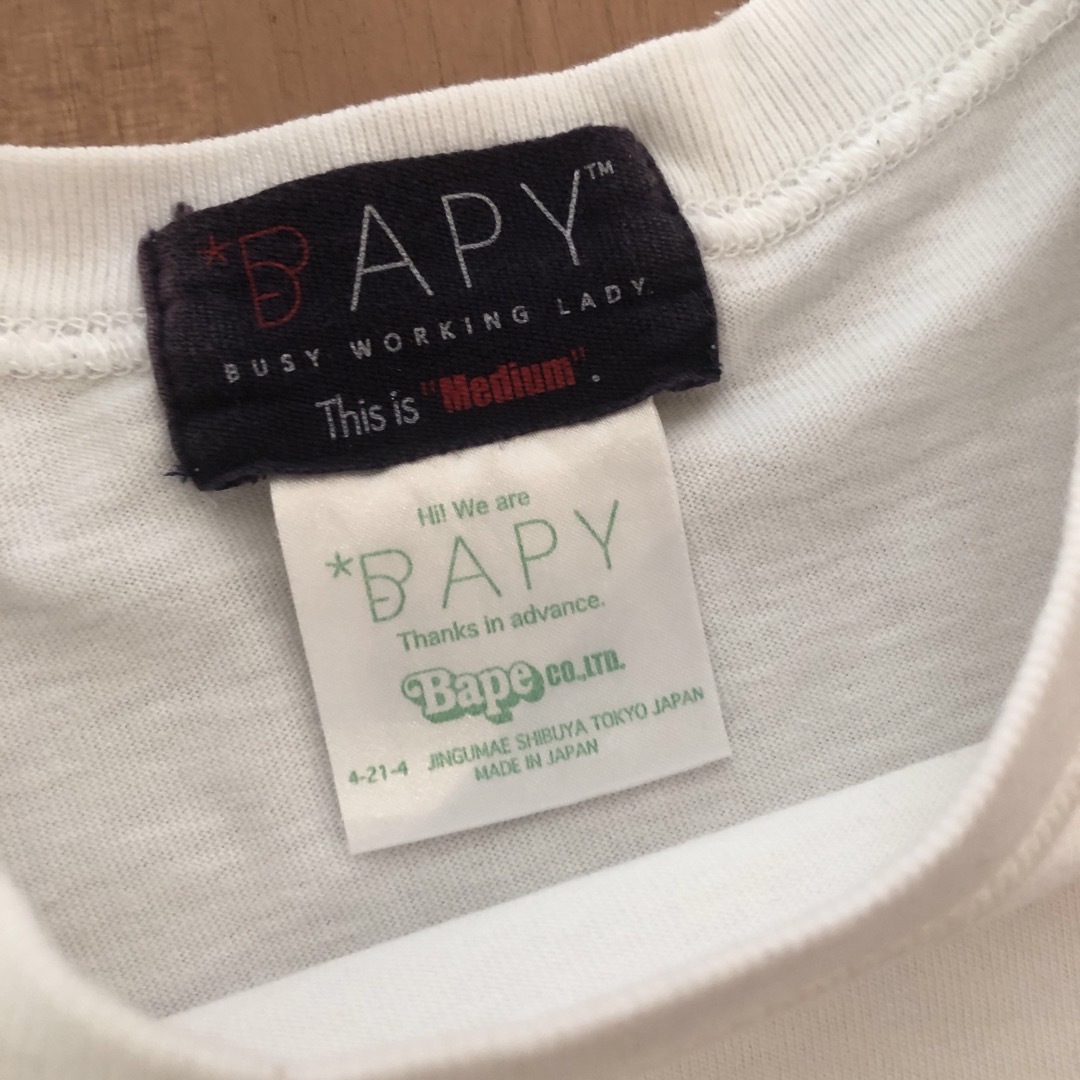 *BAPY™
BUSY WORKING LADY
This is "Medium".
Hi! We are
*BAPY
Thanks in advance.
Bape CO.,LTD.
4-21-4 JINGUMAE SHIBUYA TOKYO JAPAN
MADE IN JAPAN